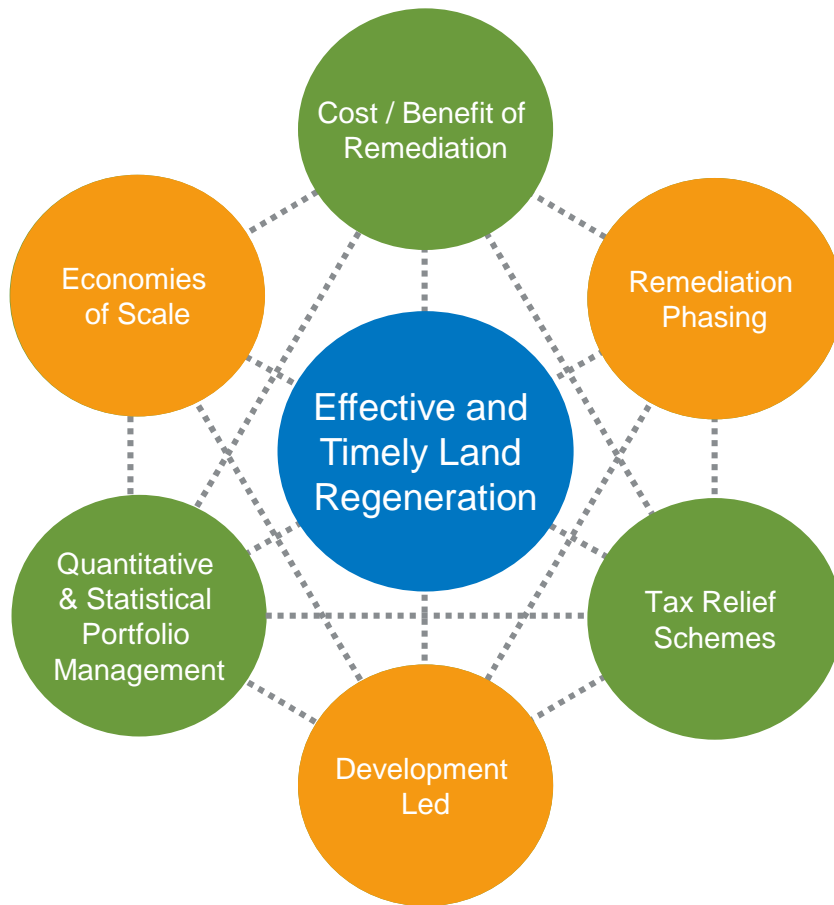 Cost / Benefit of
Remediation
Economies
of Scale
Remediation
Phasing
Effective and
Timely Land
Regeneration
Quantitative
& Statistical
Portfolio
Management
Tax Relief
Schemes
Development
Led